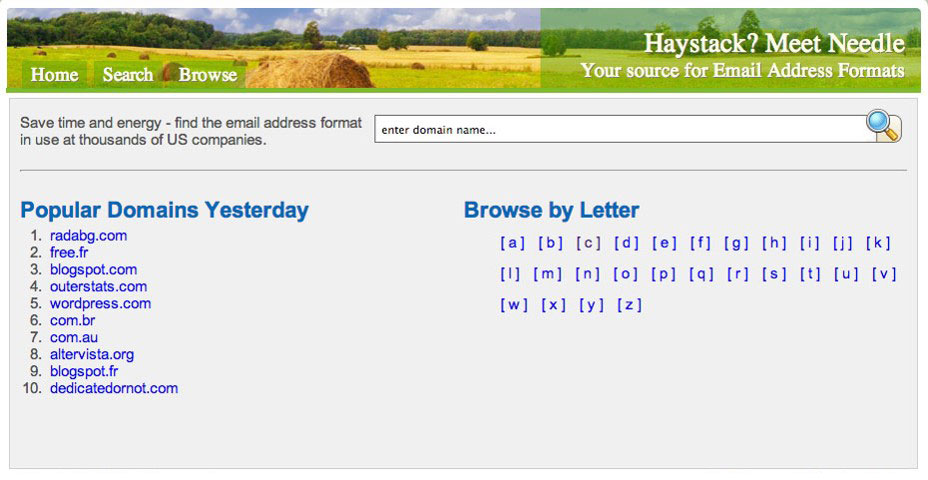 Haystack? Meet Needle
Your source for Email Address Formats
Home Search Browse
Save time and energy - find the email address format
in use at thousands of US companies.
enter domain name...
Popular Domains Yesterday
1. radabg.com
2. free.fr
3. blogspot.com
4. outerstats.com
5. wordpress.com
6. com.br
7. com.au
8. altervista.org
9. blogspot.fr
10. dedicatedornot.com
Browse by Letter
[ a ] [ b ] [ c ] [ d ] [ e ] [ f ] [ g ] [ h ] [ i ] [ j ] [ k ]
[ l ] [ m ] [ n ] [ o ] [ p ] [ q ] [ r ] [ s ] [ t ] [ u ] [ v ]
[ w ] [ x ] [ y ] [ z ]